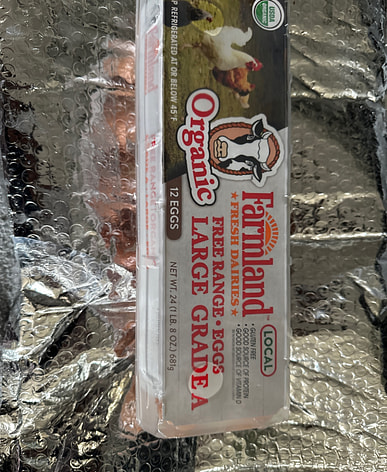 USDA
ORGANIC
P REFRIGERATED AT OR BELOW 45°F
Organic
12 EGGS
Farmland™
★FRESH DAIRIES★
FREE RANGE • EGGS
LARGE GRADE A
NET WT. 24 (1 LB. 8 OZ.) 681g
LOCAL
• GLUTEN FREE
• GOOD SOURCE OF PROTEIN
• GOOD SOURCE OF VITAMIN D